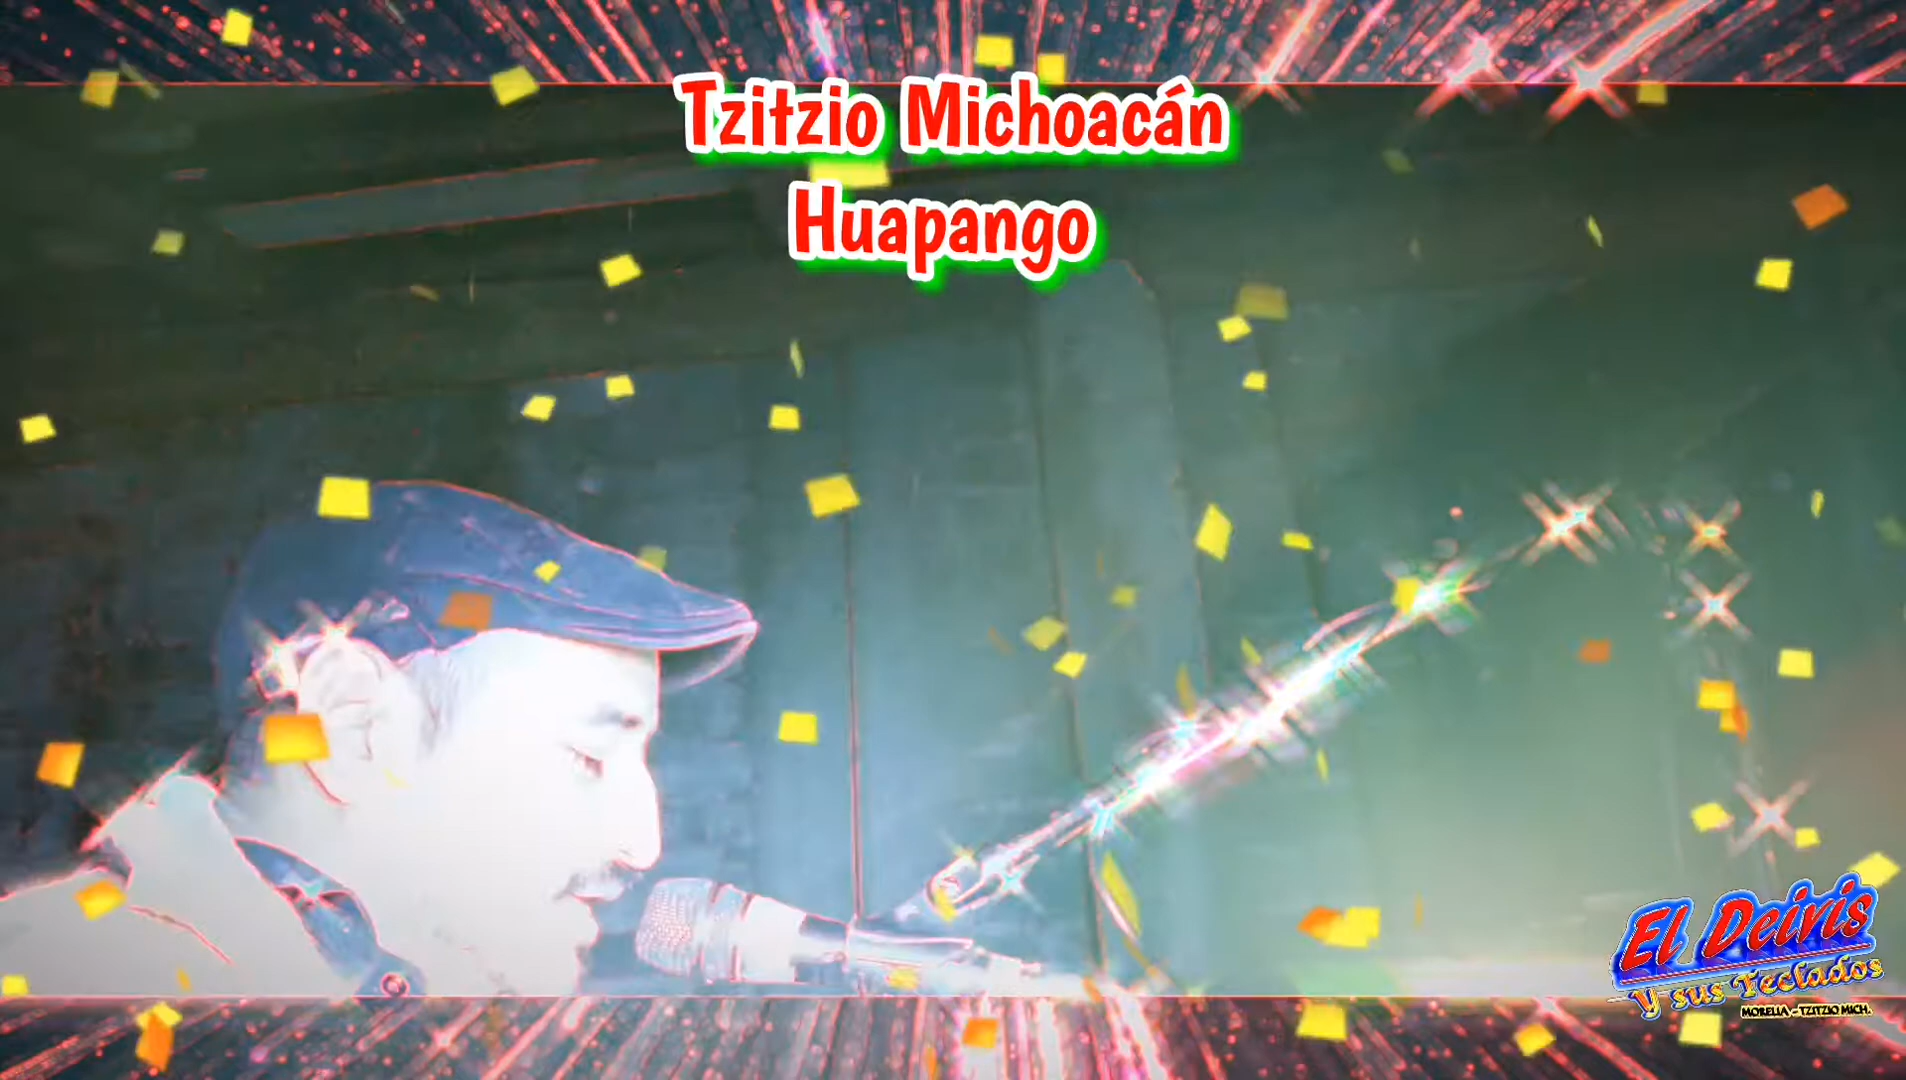 Tzitzio Michoacán
Huapango
El Deivis
Y sus Teclados
MORELIA - TZITZIO MICH.